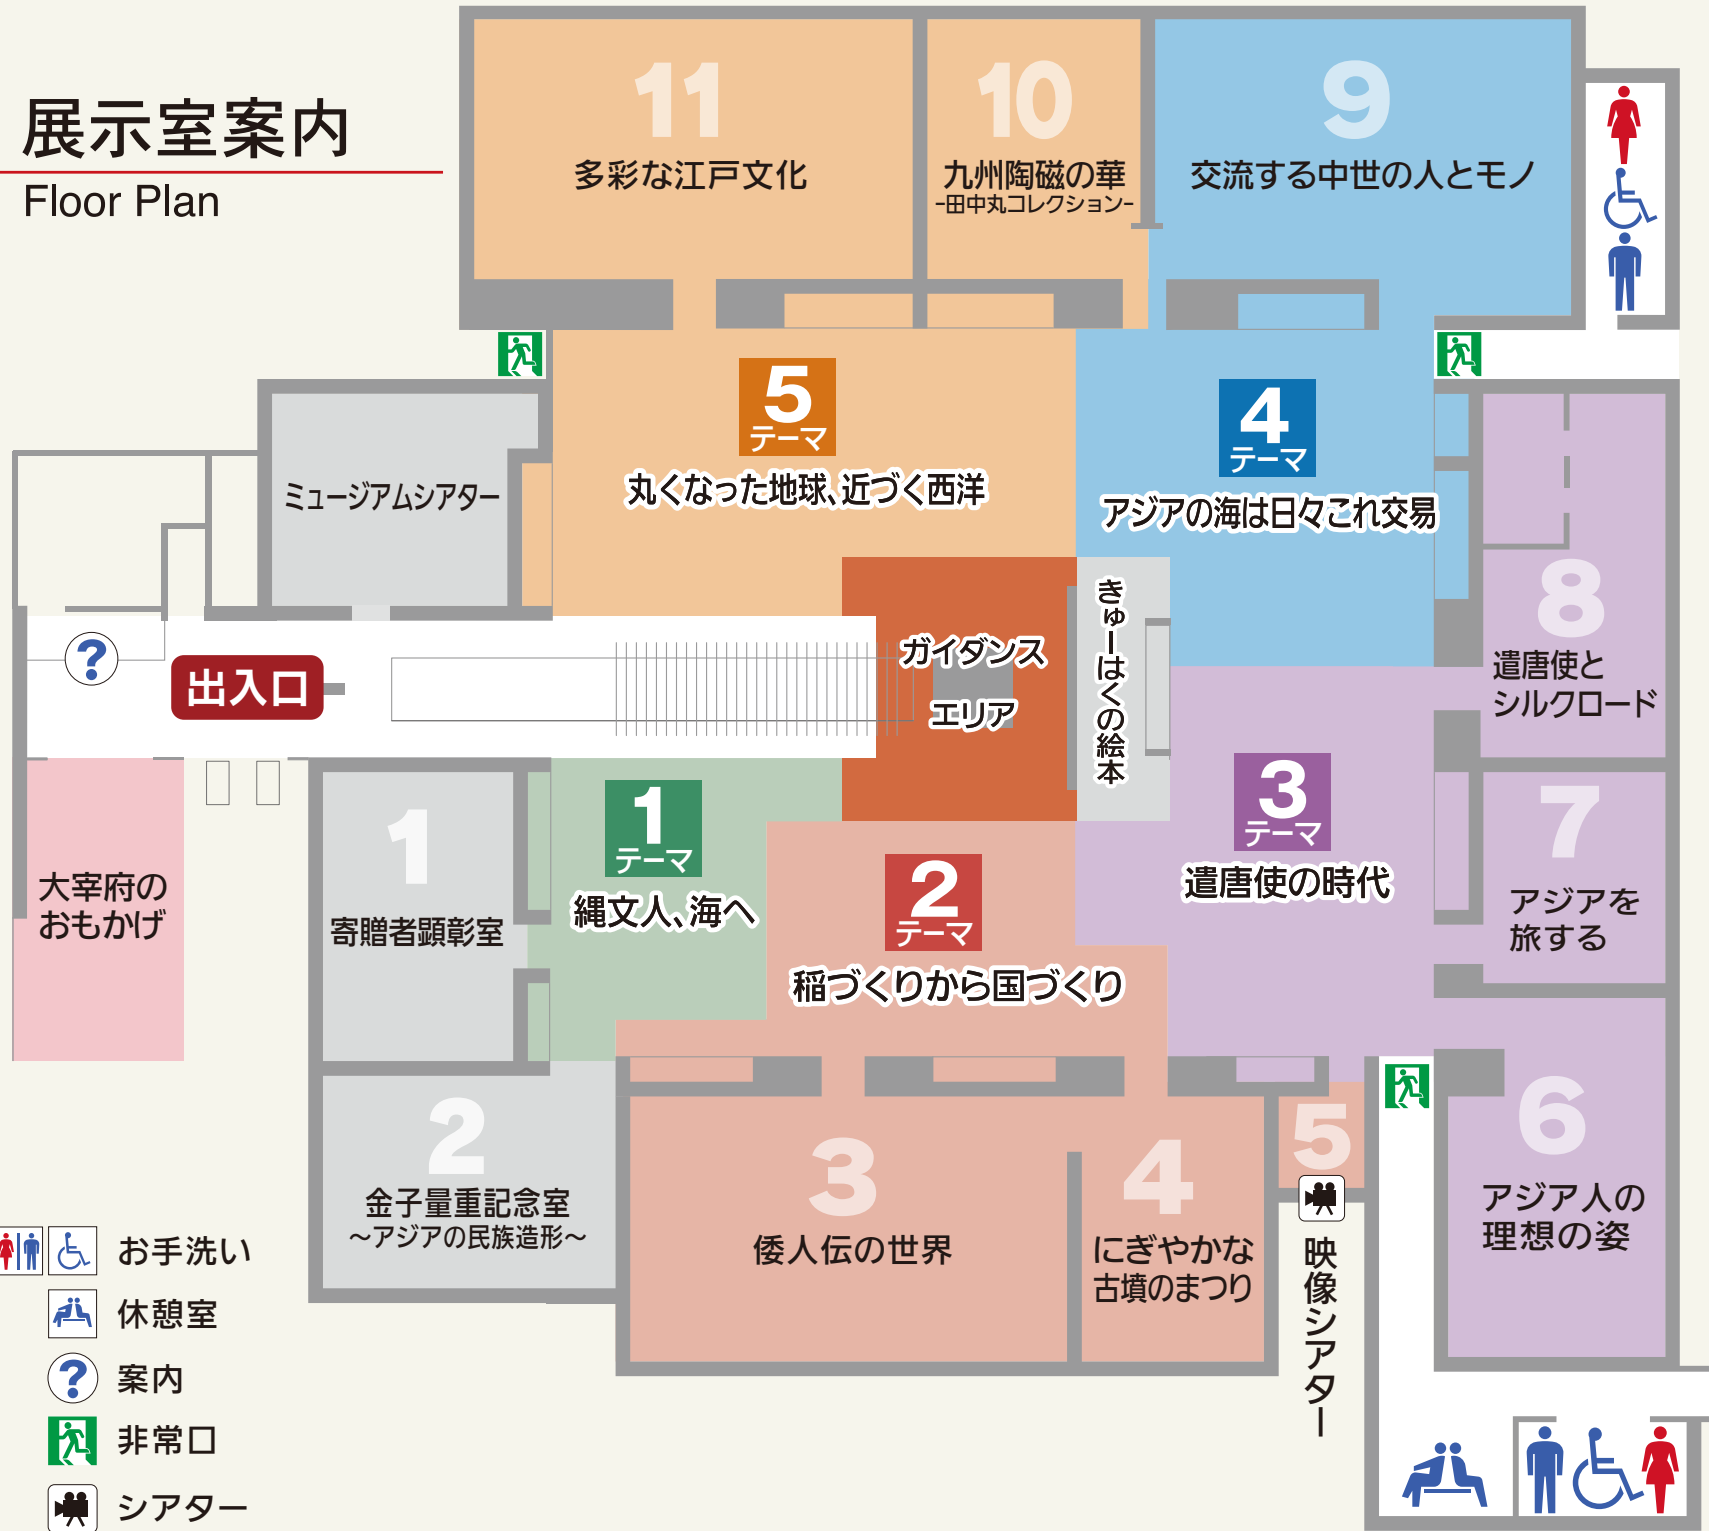 展示室案内
Floor Plan
11
多彩な江戸文化
10
九州陶磁の華
-田中丸コレクション-
9
交流する中世の人とモノ
5
テーマ
丸くなった地球、近づく西洋
4
テーマ
アジアの海は日々これ交易
ミュージアムシアター
8
遣唐使と
シルクロード
?
出入口
ガイダンス
エリア
きゅーはくの絵本
3
テーマ
遣唐使の時代
7
アジアを
旅する
大宰府の
おもかげ
1
寄贈者顕彰室
1
テーマ
縄文人、海へ
2
テーマ
稲づくりから国づくり
2
金子量重記念室
～アジアの民族造形～
3
倭人伝の世界
4
にぎやかな
古墳のまつり
5
映像シアター
6
アジア人の
理想の姿
お手洗い
休憩室
?
案内
非常口
シアター